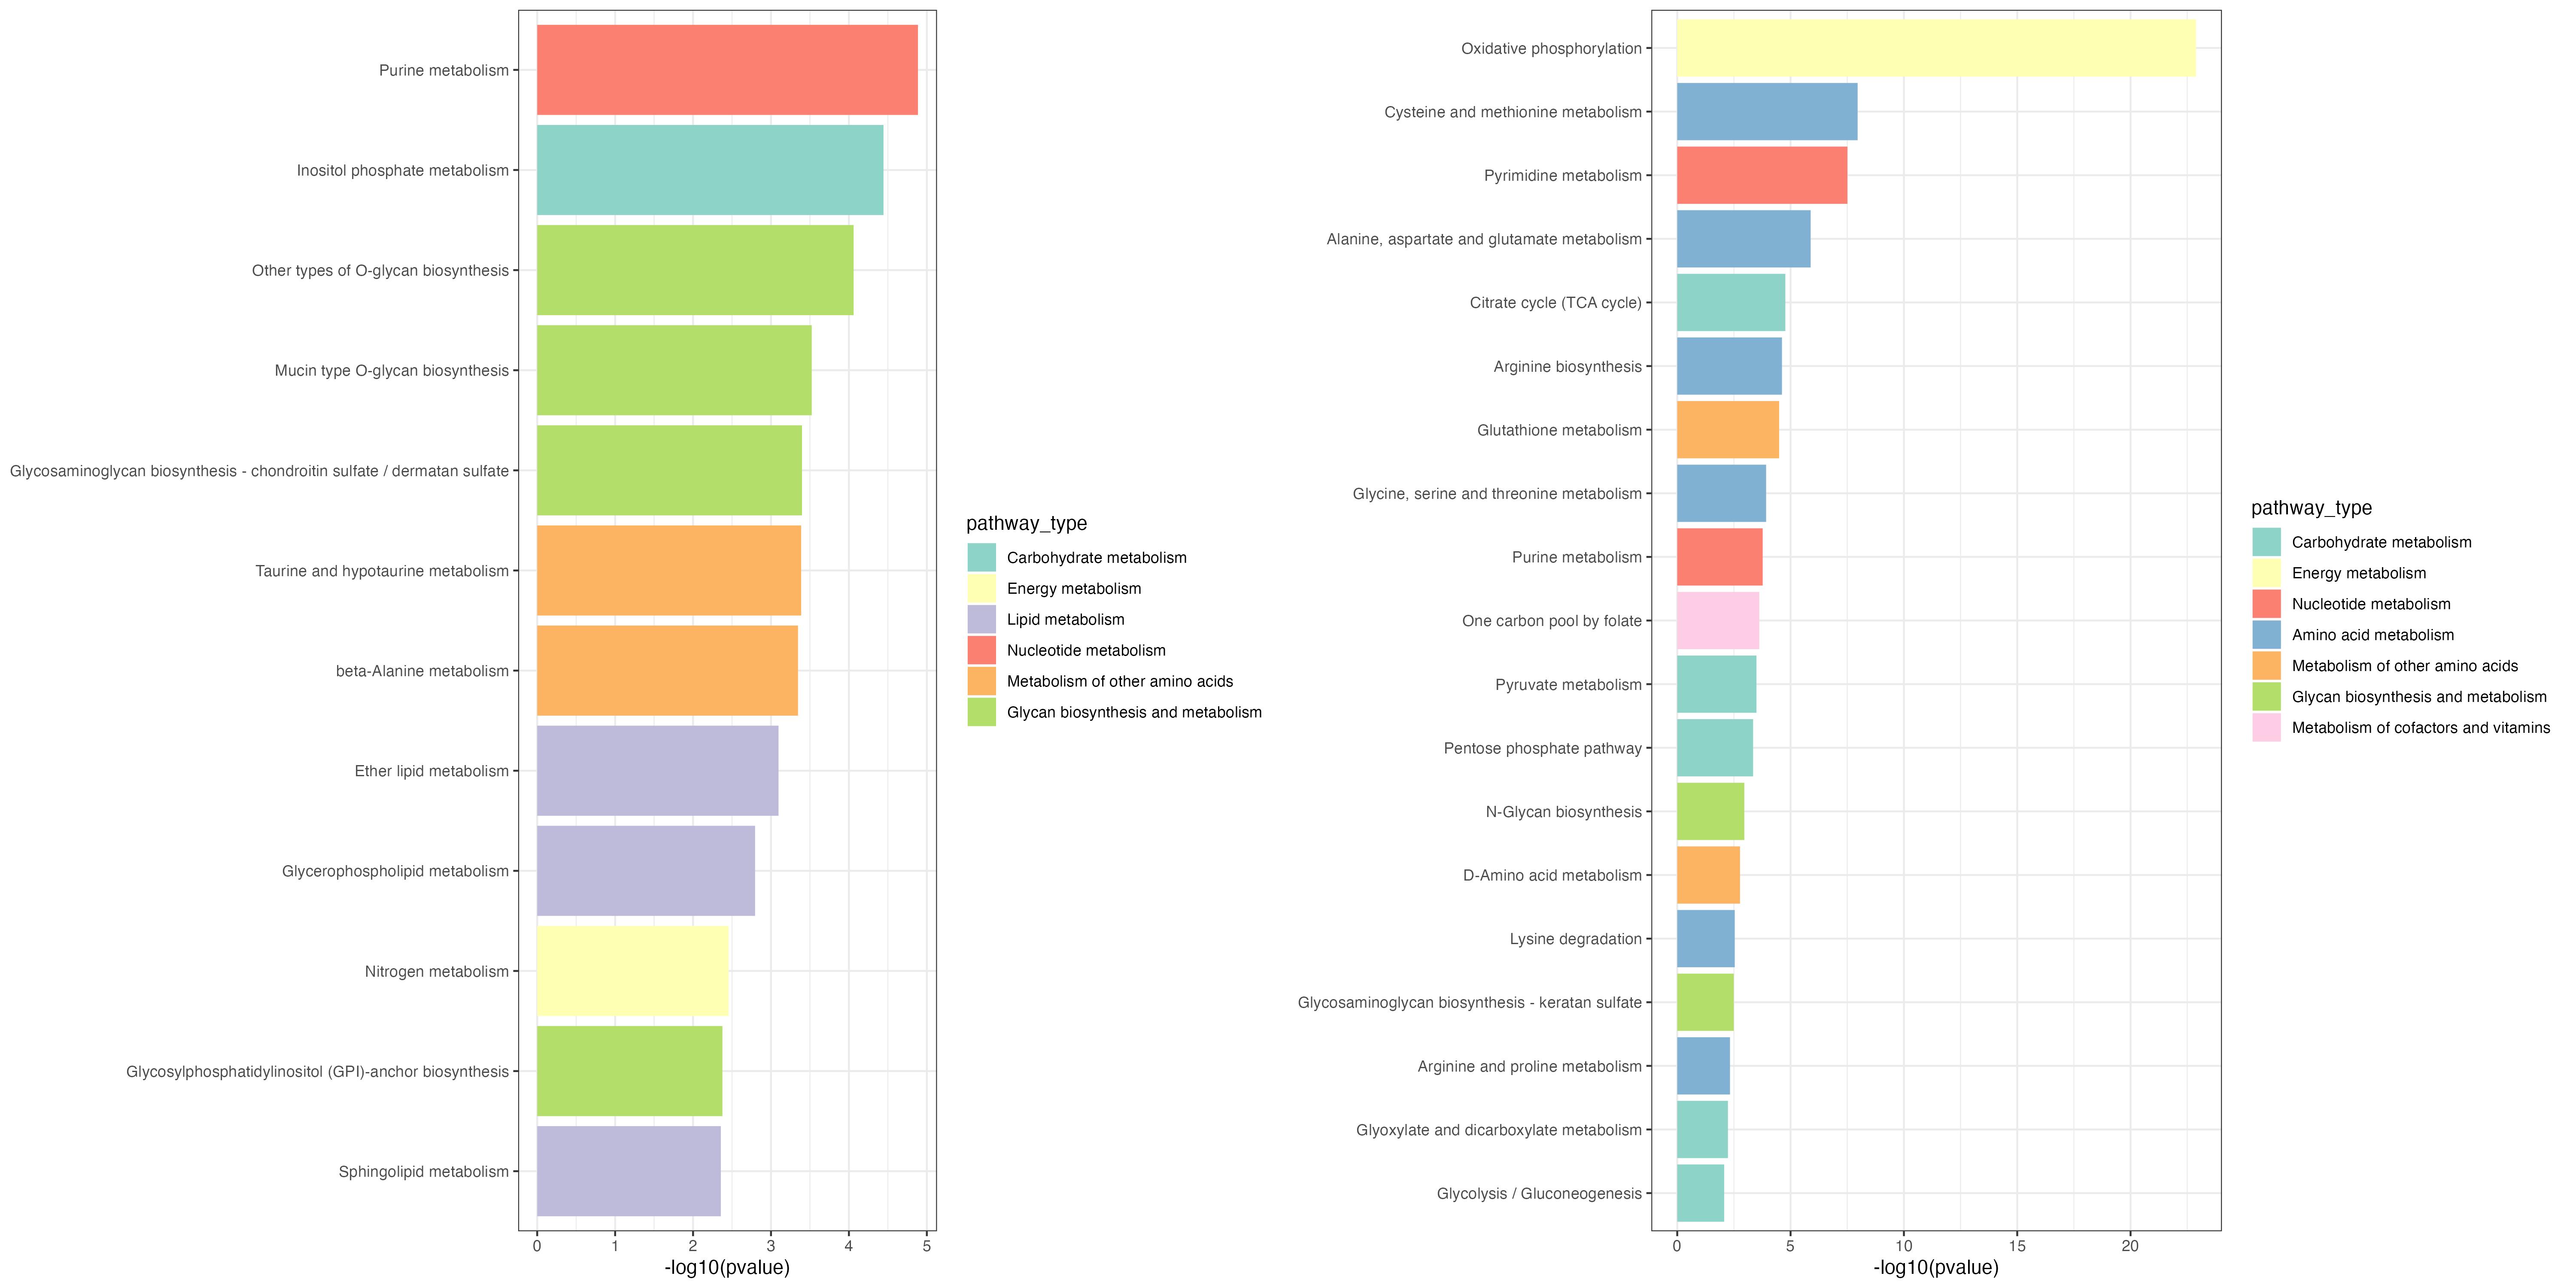 Purine metabolism
Inositol phosphate metabolism
Other types of O-glycan biosynthesis
Mucin type O-glycan biosynthesis
Glycosaminoglycan biosynthesis - chondroitin sulfate / dermatan sulfate
Taurine and hypotaurine metabolism
beta-Alanine metabolism
Ether lipid metabolism
Glycerophospholipid metabolism
Nitrogen metabolism
Glycosylphosphatidylinositol (GPI)-anchor biosynthesis
Sphingolipid metabolism
0 1 2 3 4 5
-log10(pvalue)
pathway_type
Carbohydrate metabolism
Energy metabolism
Lipid metabolism
Nucleotide metabolism
Metabolism of other amino acids
Glycan biosynthesis and metabolism
Oxidative phosphorylation
Cysteine and methionine metabolism
Pyrimidine metabolism
Alanine, aspartate and glutamate metabolism
Citrate cycle (TCA cycle)
Arginine biosynthesis
Glutathione metabolism
Glycine, serine and threonine metabolism
Purine metabolism
One carbon pool by folate
Pyruvate metabolism
Pentose phosphate pathway
N-Glycan biosynthesis
D-Amino acid metabolism
Lysine degradation
Glycosaminoglycan biosynthesis - keratan sulfate
Arginine and proline metabolism
Glyoxylate and dicarboxylate metabolism
Glycolysis / Gluconeogenesis
0 5 10 15 20
-log10(pvalue)
pathway_type
Carbohydrate metabolism
Energy metabolism
Nucleotide metabolism
Amino acid metabolism
Metabolism of other amino acids
Glycan biosynthesis and metabolism
Metabolism of cofactors and vitamins